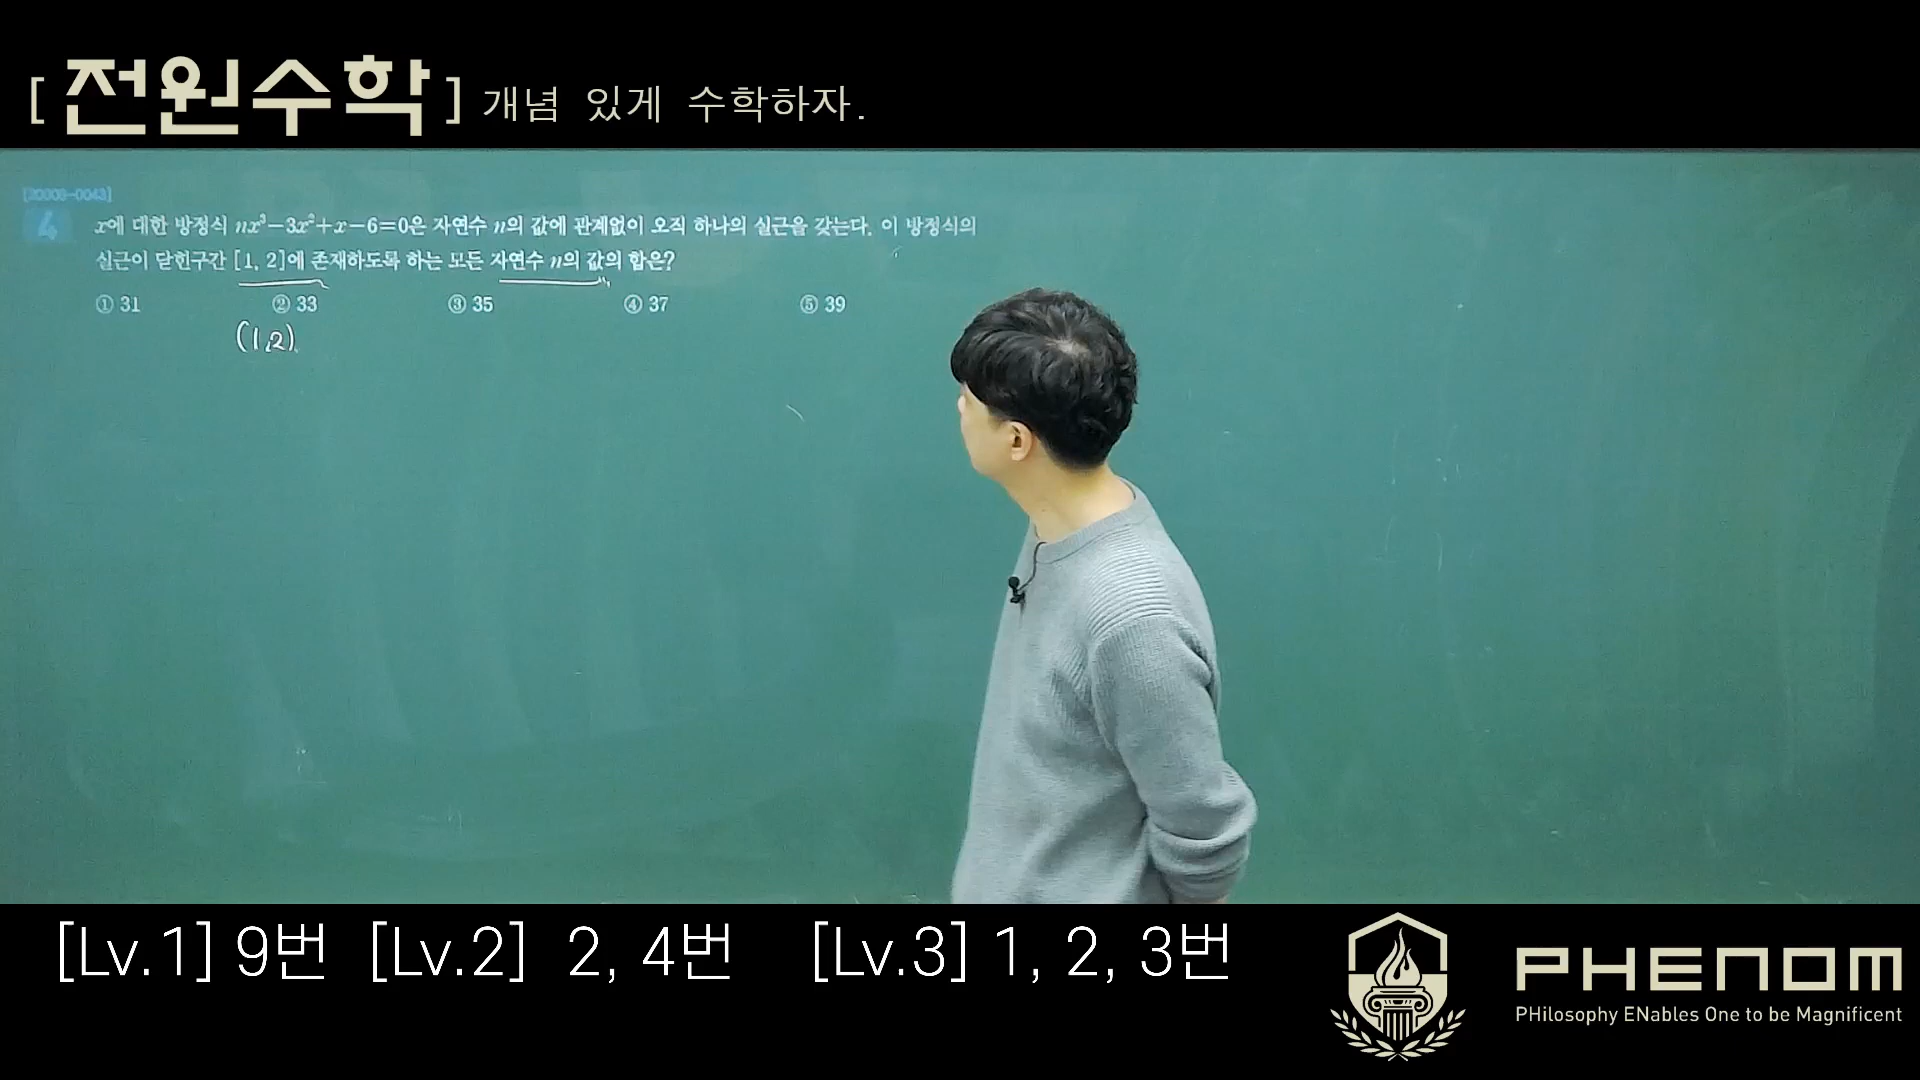 [전원수학] 개념 있게 수학하자.
[20009-0043]
4 x에 대한 방정식 nx³-3x²+x-6=0은 자연수 n의 값에 관계없이 오직 하나의 실근을 갖는다. 이 방정식의
실근이 닫힌구간 [1, 2]에 존재하도록 하는 모든 자연수 n의 값의 합은?
① 31 ② 33 ③ 35 ④ 37 ⑤ 39
(1,2)
[Lv.1] 9번 [Lv.2] 2, 4번 [Lv.3] 1, 2, 3번
PHENOM
PHilosophy ENables One to be Magnificent